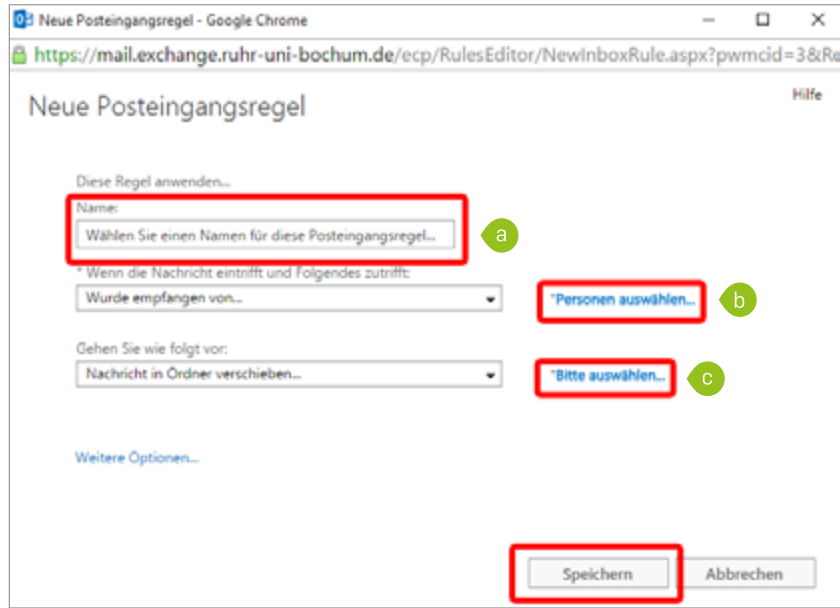 Neue Posteingangsregel - Google Chrome
https://mail.exchange.ruhr-uni-bochum.de/ecp/RulesEditor/NewInboxRule.aspx?pwmcid=3&Re
Hilfe
Neue Posteingangsregel
Diese Regel anwenden...
Name:
Wählen Sie einen Namen für diese Posteingangsregel...
a
* Wenn die Nachricht eintrifft und Folgendes zutrifft:
Wurde empfangen von...
*Personen auswählen...
b
Gehen Sie wie folgt vor:
Nachricht in Ordner verschieben...
*Bitte auswählen...
c
Weitere Optionen...
Speichern
Abbrechen